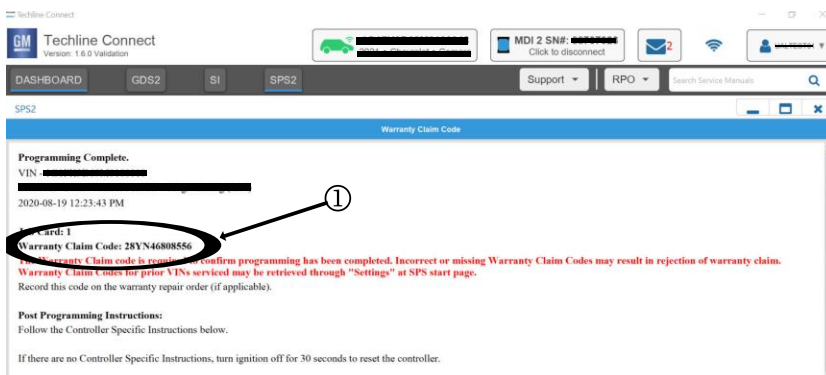 Techline Connect
GM
Techline Connect
Version: 1.6.0 Validation
MDI 2 SN#:
Click to disconnect
2
DASHBOARD GDS2 SI SPS2 Support RPO Search Service Manuals
SPS2
Warranty Claim Code
Programming Complete.
VIN -
2020-08-19 12:23:43 PM
①
Card: 1
Warranty Claim Code: 28YN46808556
The Warranty Claim code is required to confirm programming has been completed. Incorrect or missing Warranty Claim Codes may result in rejection of warranty claim.
Warranty Claim Codes for prior VINs serviced may be retrieved through "Settings" at SPS start page.
Record this code on the warranty repair order (if applicable).
Post Programming Instructions:
Follow the Controller Specific Instructions below.
If there are no Controller Specific Instructions, turn ignition off for 30 seconds to reset the controller.